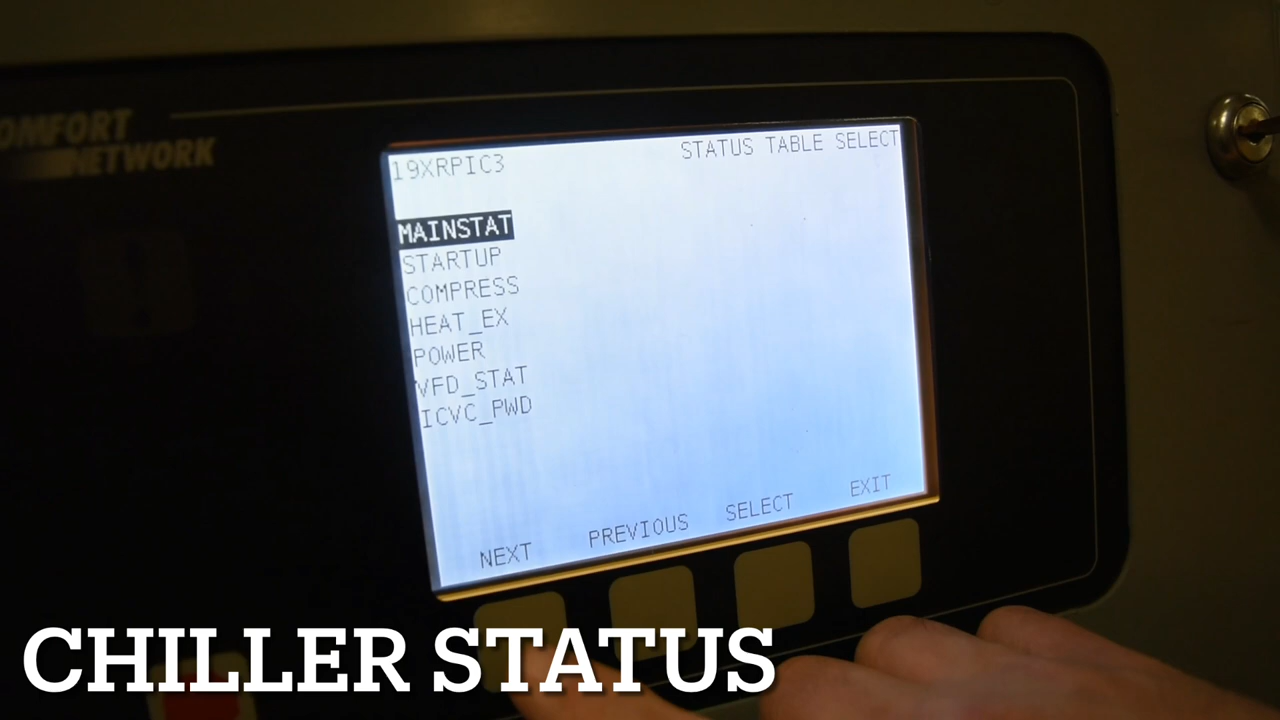 COMFORT
NETWORK
19XRPIC3
STATUS TABLE SELECT
MAINSTAT
STARTUP
COMPRESS
HEAT_EX
POWER
VFD_STAT
ICVC_PWD
NEXT
PREVIOUS
SELECT
EXIT
CHILLER STATUS